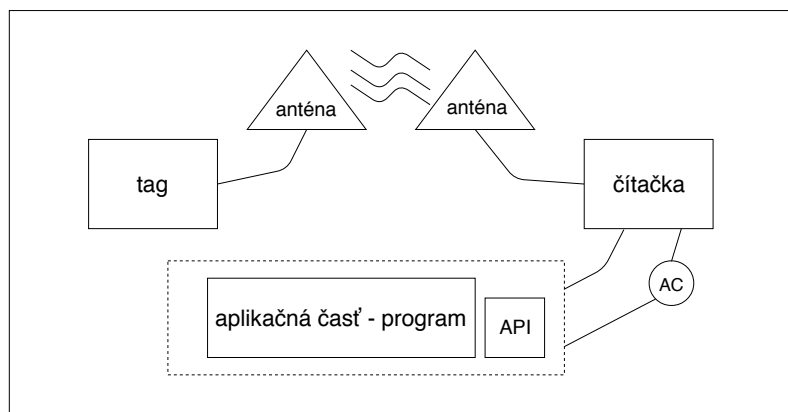 anténa
anténa
tag
čítačka
AC
aplikačná časť - program
API